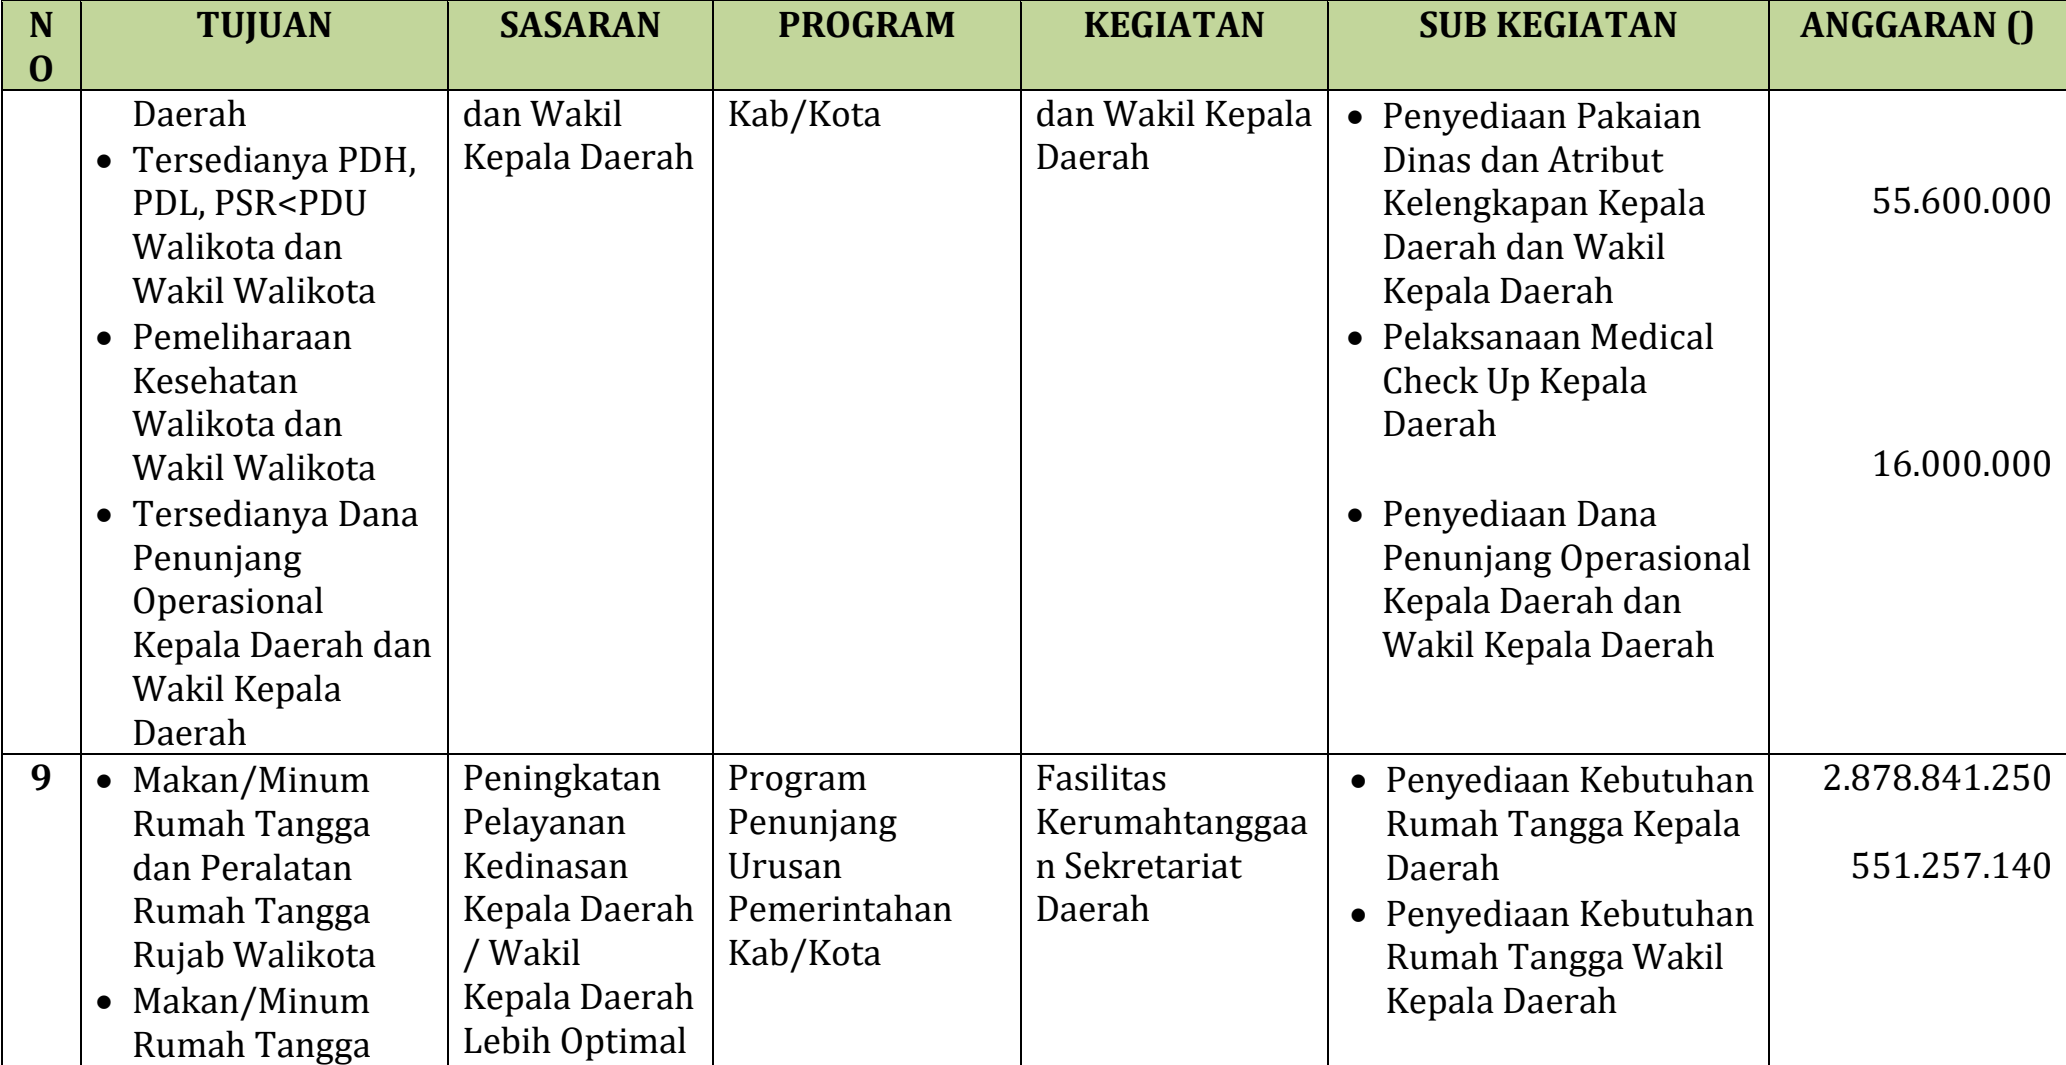 N
O
TUJUAN
SASARAN
PROGRAM
KEGIATAN
SUB KEGIATAN
ANGGARAN ()
Daerah
• Tersedianya PDH,
PDL, PSR<PDU
Walikota dan
Wakil Walikota
• Pemeliharaan
Kesehatan
Walikota dan
Wakil Walikota
• Tersedianya Dana
Penunjang
Operasional
Kepala Daerah dan
Wakil Kepala
Daerah
dan Wakil
Kepala Daerah
Kab/Kota
dan Wakil Kepala
Daerah
• Penyediaan Pakaian
Dinas dan Atribut
Kelengkapan Kepala
Daerah dan Wakil
Kepala Daerah
• Pelaksanaan Medical
Check Up Kepala
Daerah
• Penyediaan Dana
Penunjang Operasional
Kepala Daerah dan
Wakil Kepala Daerah
55.600.000
16.000.000
9
• Makan/Minum
Rumah Tangga
dan Peralatan
Rumah Tangga
Rujab Walikota
• Makan/Minum
Rumah Tangga
Peningkatan
Pelayanan
Kedinasan
Kepala Daerah
/ Wakil
Kepala Daerah
Lebih Optimal
Program
Penunjang
Urusan
Pemerintahan
Kab/Kota
Fasilitas
Kerumahtanggaa
n Sekretariat
Daerah
• Penyediaan Kebutuhan
Rumah Tangga Kepala
Daerah
• Penyediaan Kebutuhan
Rumah Tangga Wakil
Kepala Daerah
2.878.841.250
551.257.140